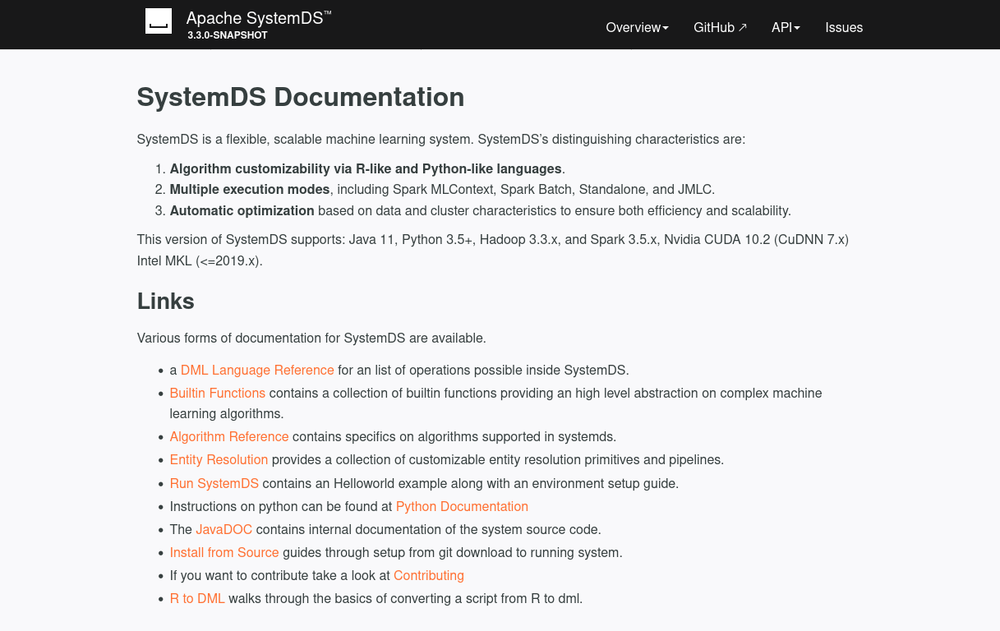 Apache SystemDS™
3.3.0-SNAPSHOT
Overview
GitHub ↗
API
Issues
SystemDS Documentation
SystemDS is a flexible, scalable machine learning system. SystemDS’s distinguishing characteristics are:
1. Algorithm customizability via R-like and Python-like languages.
2. Multiple execution modes, including Spark MLContext, Spark Batch, Standalone, and JMLC.
3. Automatic optimization based on data and cluster characteristics to ensure both efficiency and scalability.
This version of SystemDS supports: Java 11, Python 3.5+, Hadoop 3.3.x, and Spark 3.5.x, Nvidia CUDA 10.2 (CuDNN 7.x)
Intel MKL (<=2019.x).
Links
Various forms of documentation for SystemDS are available.
• a DML Language Reference for an list of operations possible inside SystemDS.
• Builtin Functions contains a collection of builtin functions providing an high level abstraction on complex machine
learning algorithms.
• Algorithm Reference contains specifics on algorithms supported in systemds.
• Entity Resolution provides a collection of customizable entity resolution primitives and pipelines.
• Run SystemDS contains an Helloworld example along with an environment setup guide.
• Instructions on python can be found at Python Documentation
• The JavaDOC contains internal documentation of the system source code.
• Install from Source guides through setup from git download to running system.
• If you want to contribute take a look at Contributing
• R to DML walks through the basics of converting a script from R to dml.